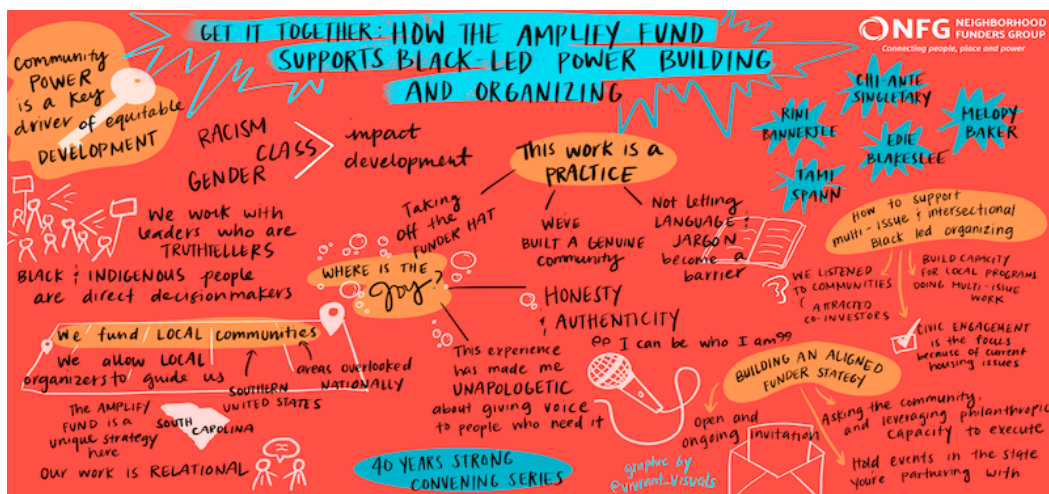 GET IT TOGETHER: HOW THE AMPLIFY FUND
SUPPORTS BLACK-LED POWER BUILDING
AND ORGANIZING
NFG NEIGHBORHOOD
FUNDERS GROUP
Connecting people, place and power
Community
POWER
is a key
driver of equitable
DEVELOPMENT
RACISM
CLASS
GENDER
impact
development
CHI-ANTE
SINGLETARY
RINI
BANNERJEE
MELODY
BAKER
EDIE
BLAKESLEE
TAMI
SPANN
We work with
leaders who are
TRUTHTELLERS
BLACK & INDIGENOUS people
are direct decisionmakers
This work is a
PRACTICE
Taking
off the
FUNDER HAT
WE'VE
BUILT A GENUINE
community
Not letting
LANGUAGE &
JARGON
become a
barrier
WHERE IS THE
Joy?
HONESTY
& AUTHENTICITY
"I can be who I am"
This experience
has made me
UNAPOLOGETIC
about giving voice
to people who need it
We fund LOCAL communities
We allow LOCAL
organizers to guide us
SOUTHERN
UNITED STATES
areas overlooked
NATIONALLY
The AMPLIFY
FUND is a
unique strategy
here
SOUTH
CAROLINA
OUR WORK IS RELATIONAL
How to support
multi-issue & intersectional
Black led organizing
WE LISTENED
TO COMMUNITIES
& ATTRACTED
CO-INVESTORS
BUILD CAPACITY
FOR LOCAL PROGRAMS
DOING MULTI-ISSUE
WORK
CIVIC ENGAGEMENT
is the focus
because of current
housing issues
BUILDING AN ALIGNED
FUNDER STATEGY
Open and
ongoing invitation
Asking the community,
and leveraging philanthropic
capacity to execute
Hold events in the state
you're partnering with
40 YEARS STRONG
CONVENING SERIES
graphic by
@vibrant_visuals